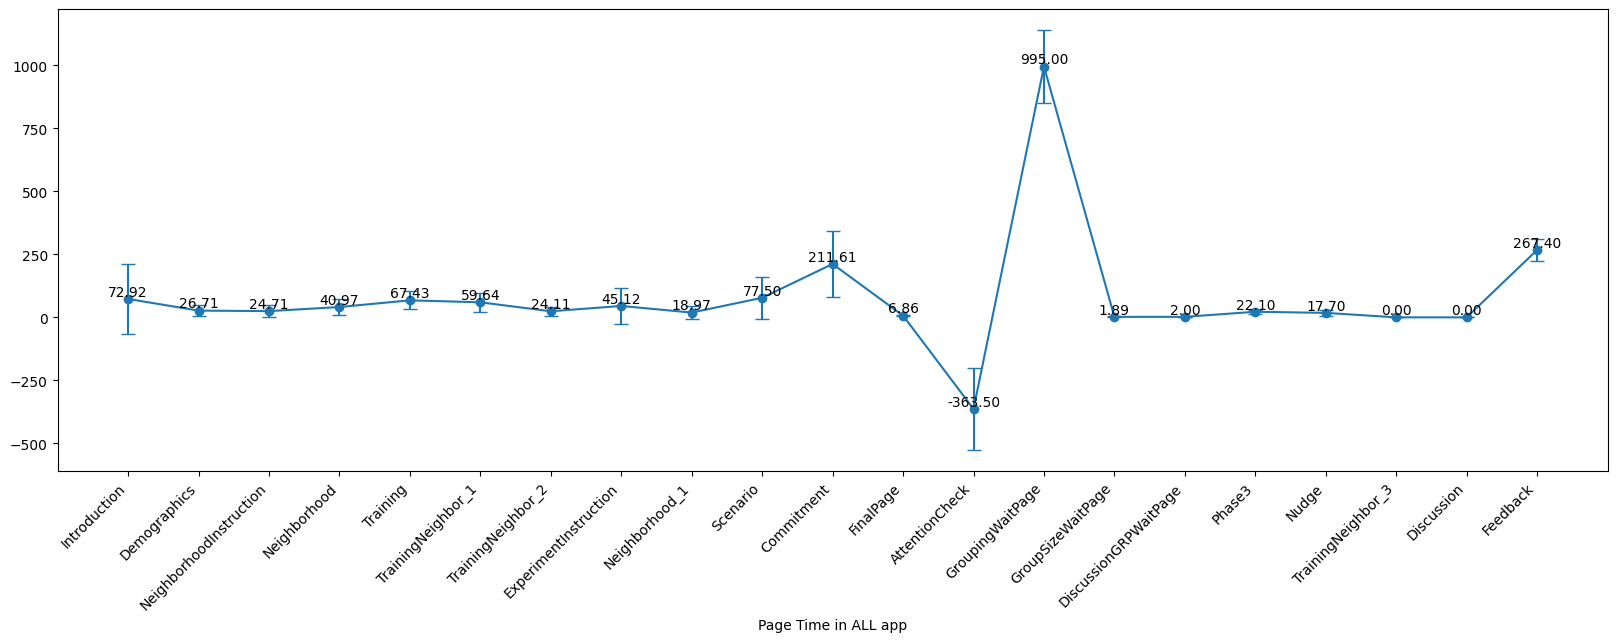 1000
750
500
250
0
−250
−500
72.92
26.71
24.71
40.97
67.43
59.64
24.11
45.12
18.97
77.50
211.61
6.86
-363.50
995.00
1.89
2.00
22.10
17.70
0.00
0.00
267.40
Introduction
Demographics
NeighborhoodInstruction
Neighborhood
Training
TrainingNeighbor_1
TrainingNeighbor_2
ExperimentInstruction
Neighborhood_1
Scenario
Commitment
FinalPage
AttentionCheck
GroupingWaitPage
GroupSizeWaitPage
DiscussionGRPWaitPage
Phase3
Nudge
TrainingNeighbor_3
Discussion
Feedback
Page Time in ALL app